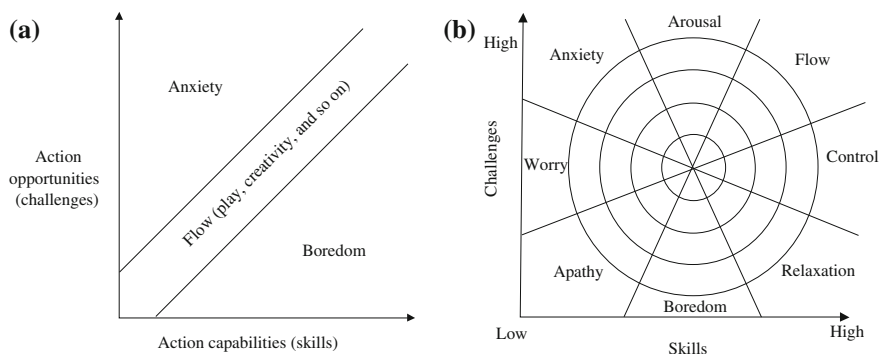 (a)
Anxiety
Flow (play, creativity, and so on)
Action
opportunities
(challenges)
Boredom
Action capabilities (skills)
(b)
High
Anxiety
Arousal
Flow
Challenges
Worry
Control
Apathy
Relaxation
Boredom
Low
High
Skills